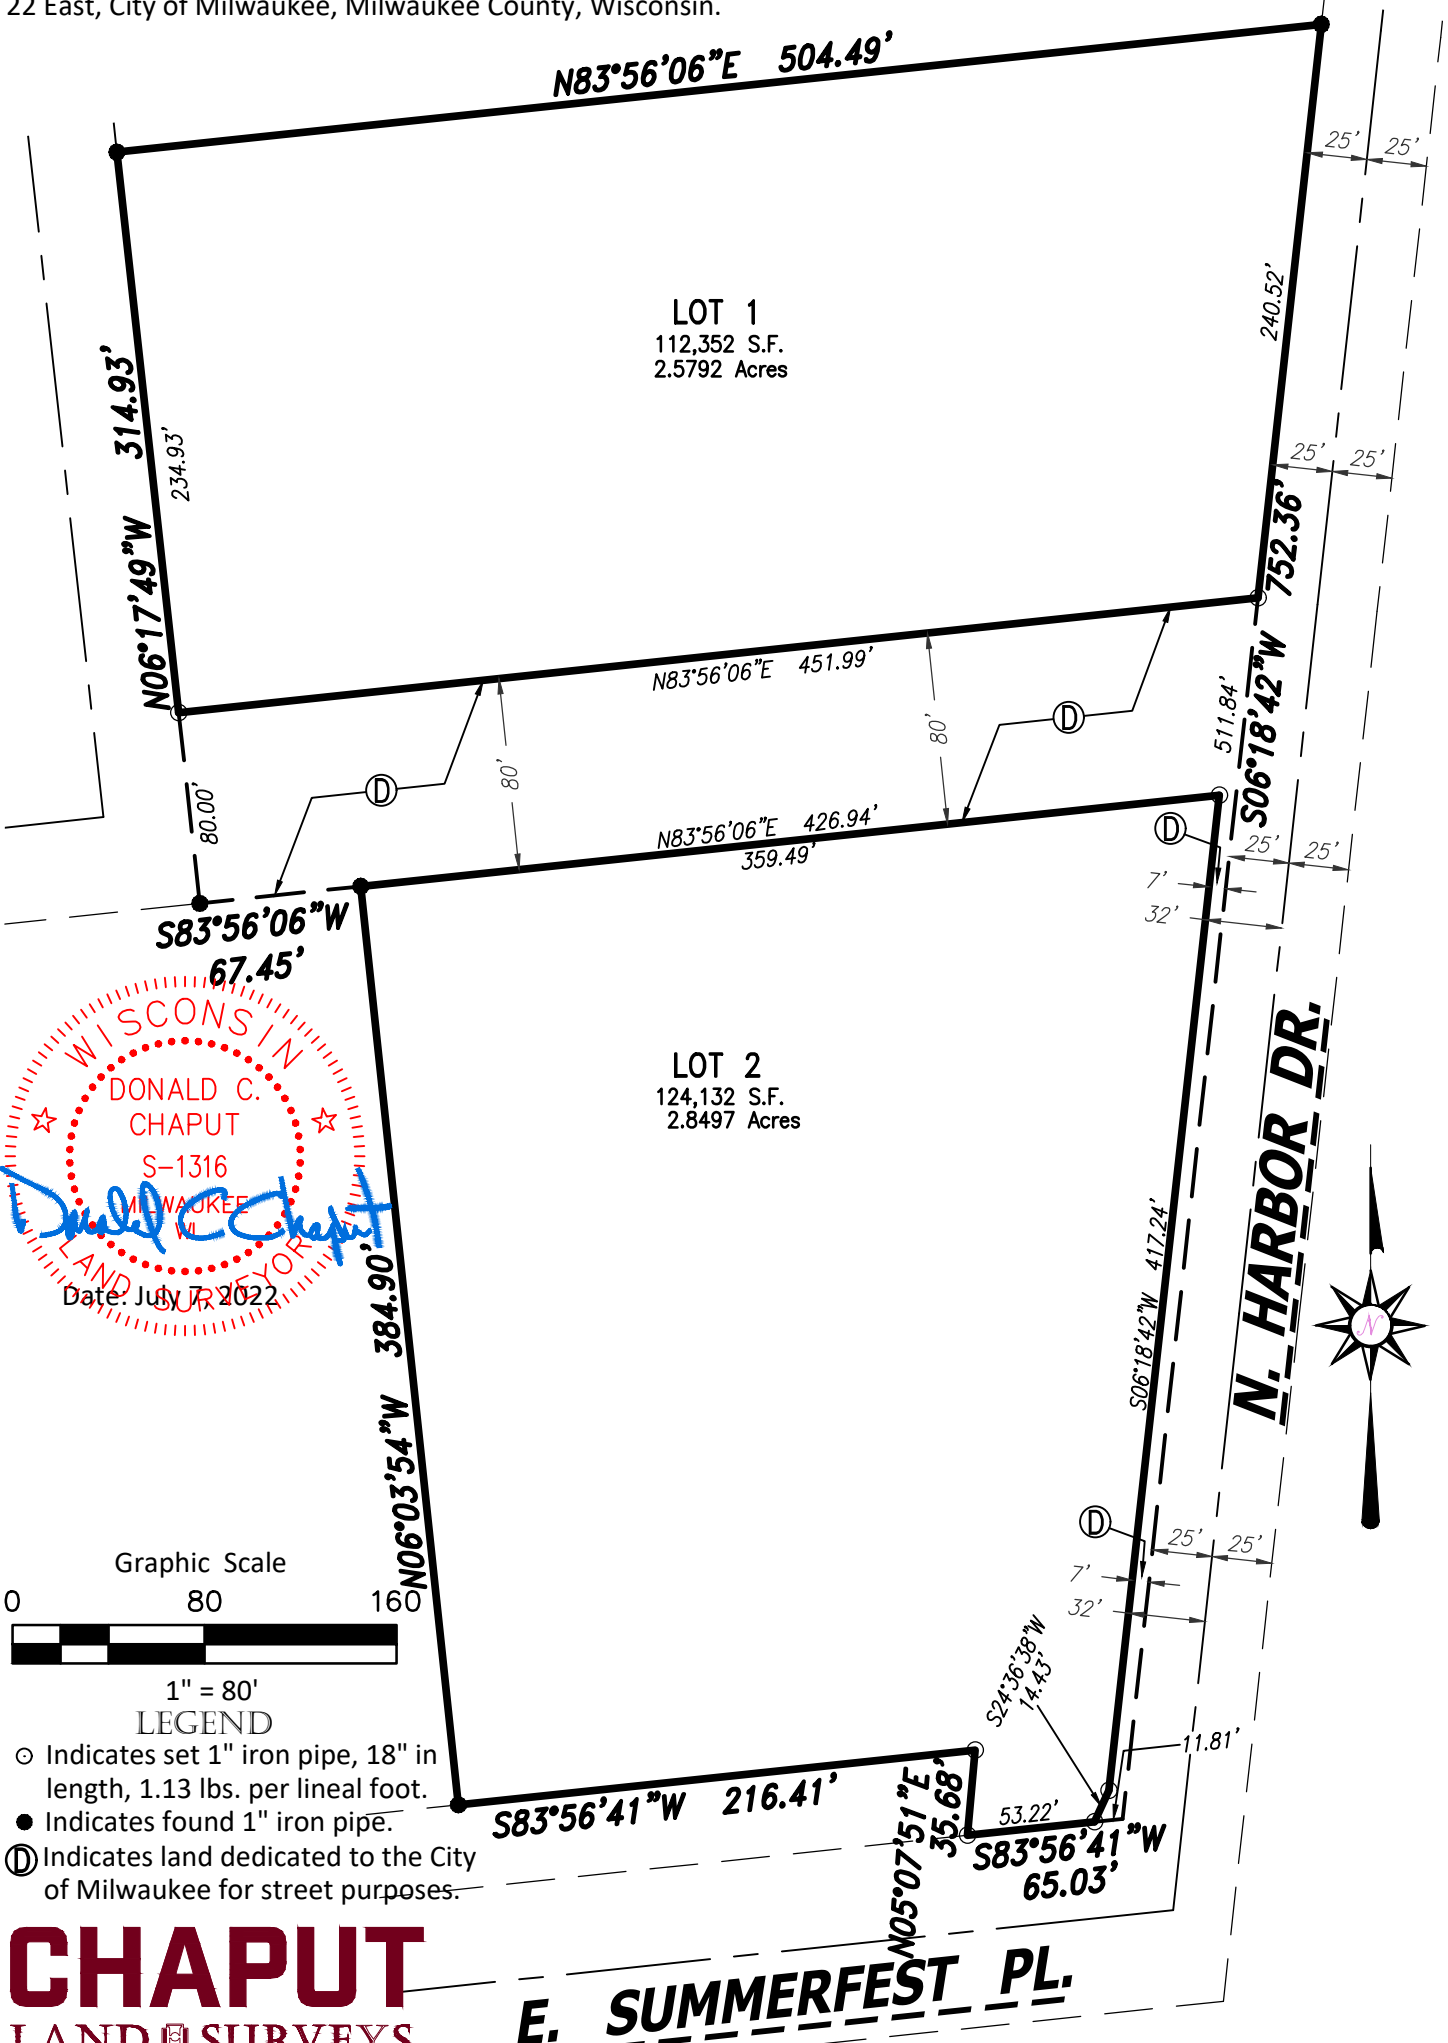 22 East, City of Milwaukee, Milwaukee County, Wisconsin.
N83°56'06"E 504.49'
25' 25'
240.52'
LOT 1
112,352 S.F.
2.5792 Acres
N06°17'49"W 314.93'
234.93'
25' 25'
S06°18'42"W 752.36'
N83°56'06"E 451.99'
511.84'
D
80'
80'
D
80.00'
N83°56'06"E 426.94'
359.49'
D
25' 25'
7'
32'
S83°56'06"W
67.45'
WISCONSIN
DONALD C.
CHAPUT
S-1316
MILWAUKEE
WI
LAND SURVEYOR
Donald C Chaput
Date: July 7, 2022
LOT 2
124,132 S.F.
2.8497 Acres
N. HARBOR DR.
N
N06°03'54"W 384.90'
S06°18'42"W 417.24'
D
25' 25'
7'
32'
Graphic Scale
0 80 160
1" = 80'
S24°36'38"W
14.43'
11.81'
LEGEND
Indicates set 1" iron pipe, 18" in
length, 1.13 lbs. per lineal foot.
Indicates found 1" iron pipe.
D Indicates land dedicated to the City
of Milwaukee for street purposes.
S83°56'41"W 216.41'
N05°07'51"E
35.68'
53.22'
S83°56'41"W
65.03'
E. SUMMERFEST PL.
CHAPUT
LAND SURVEYS